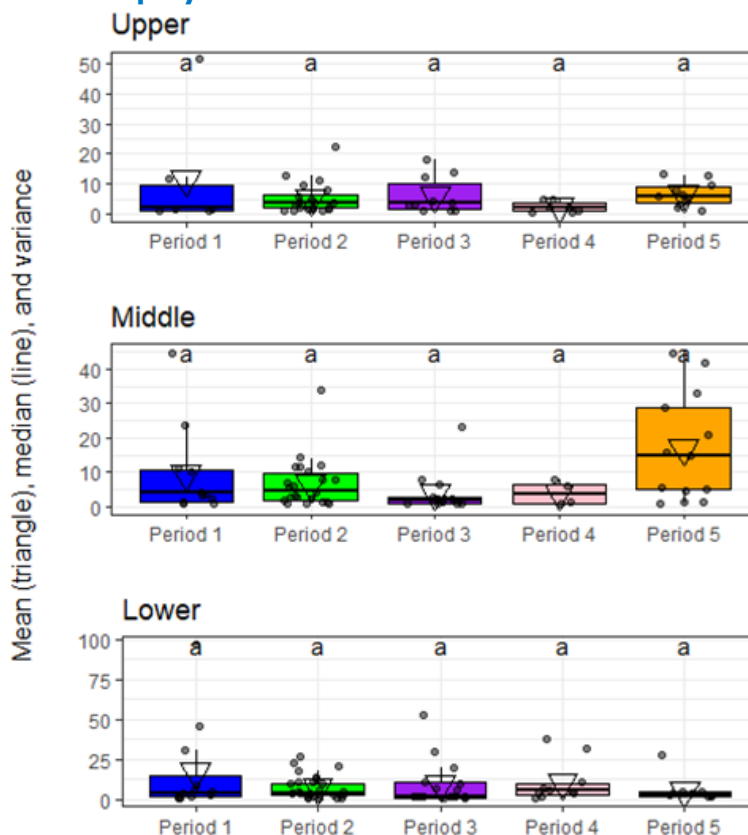 Upper
50
40
30
20
10
0
a a a a a
Period 1 Period 2 Period 3 Period 4 Period 5
Mean (triangle), median (line), and variance
Middle
40
30
20
10
0
a a a a a
Period 1 Period 2 Period 3 Period 4 Period 5
Lower
100
75
50
25
0
a a a a a
Period 1 Period 2 Period 3 Period 4 Period 5